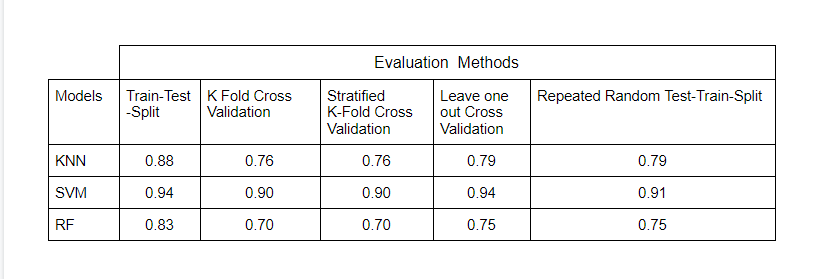 Evaluation Methods
Models Train-Test K Fold Cross Stratified Leave one Repeated Random Test-Train-Split
-Split Validation K-Fold Cross out Cross
Validation Validation
KNN 0.88 0.76 0.76 0.79 0.79
SVM 0.94 0.90 0.90 0.94 0.91
RF 0.83 0.70 0.70 0.75 0.75